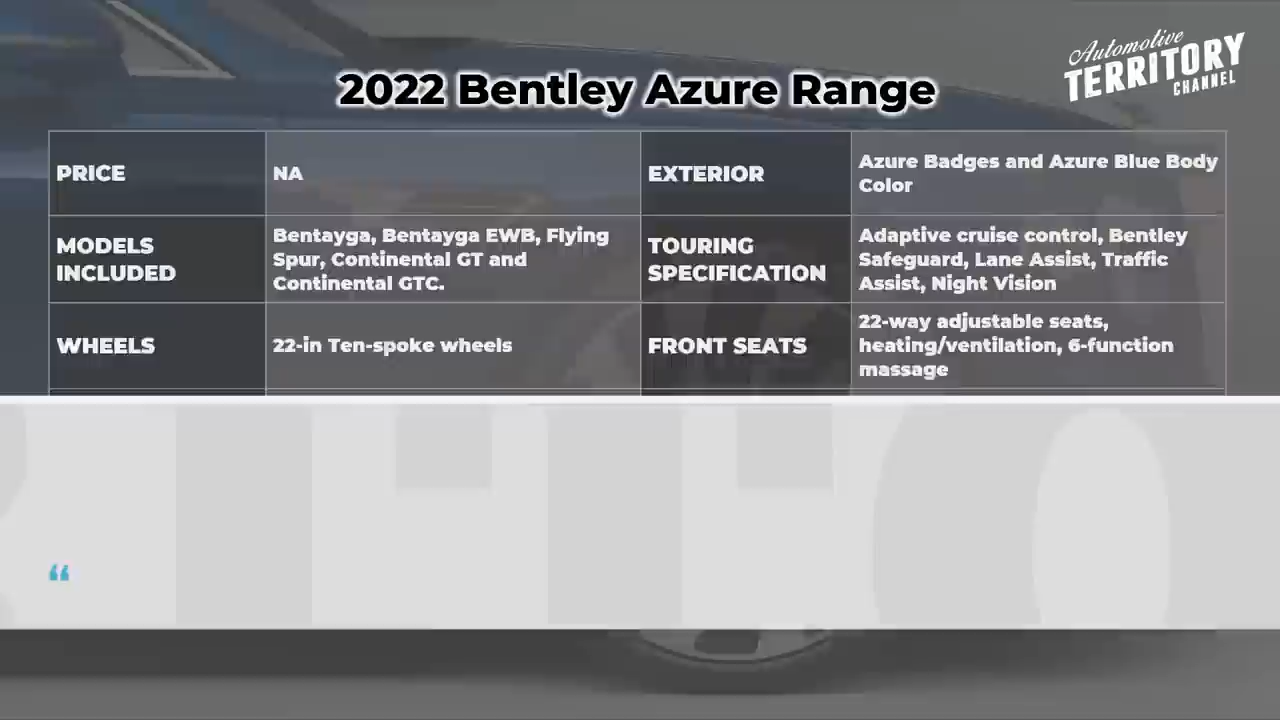 Automotive
TERRITORY
CHANNEL
2022 Bentley Azure Range
PRICE
NA
EXTERIOR
Azure Badges and Azure Blue Body
Color
MODELS
INCLUDED
Bentayga, Bentayga EWB, Flying
Spur, Continental GT and
Continental GTC.
TOURING
SPECIFICATION
Adaptive cruise control, Bentley
Safeguard, Lane Assist, Traffic
Assist, Night Vision
WHEELS
22-in Ten-spoke wheels
FRONT SEATS
22-way adjustable seats,
heating/ventilation, 6-function
massage
“